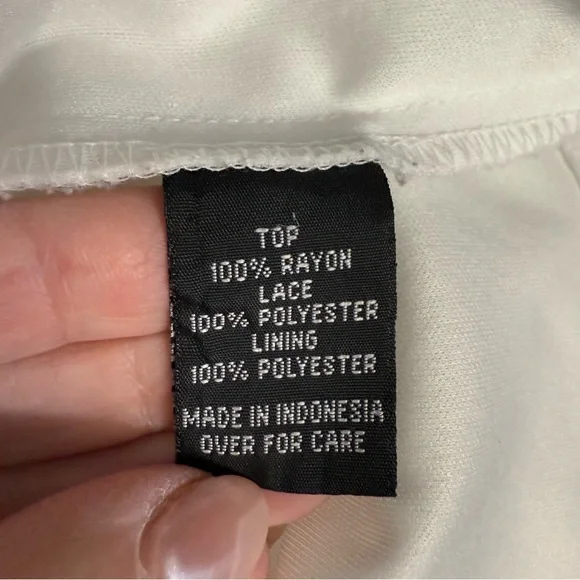 TOP
100% RAYON
LACE
100% POLYESTER
LINING
100% POLYESTER
MADE IN INDONESIA
OVER FOR CARE